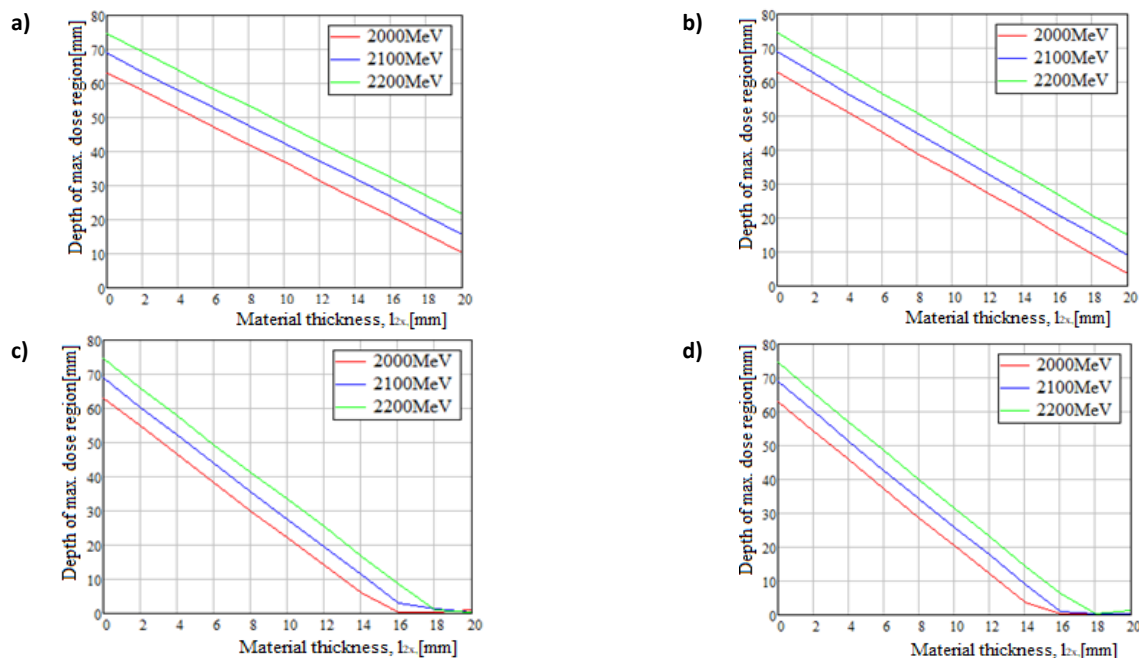 a)
Depth of max. dose region[mm]
80
70
60
50
40
30
20
10
0
2000MeV
2100MeV
2200MeV
0 2 4 6 8 10 12 14 16 18 20
Material thickness, l2x,[mm]
b)
Depth of max. dose region[mm]
80
70
60
50
40
30
20
10
0
2000MeV
2100MeV
2200MeV
0 2 4 6 8 10 12 14 16 18 20
Material thickness, l2x,[mm]
c)
Depth of max. dose region[mm]
80
70
60
50
40
30
20
10
0
2000MeV
2100MeV
2200MeV
0 2 4 6 8 10 12 14 16 18 20
Material thickness, l2x,[mm]
d)
Depth of max. dose region[mm]
80
70
60
50
40
30
20
10
0
2000MeV
2100MeV
2200MeV
0 2 4 6 8 10 12 14 16 18 20
Material thickness, l2x,[mm]